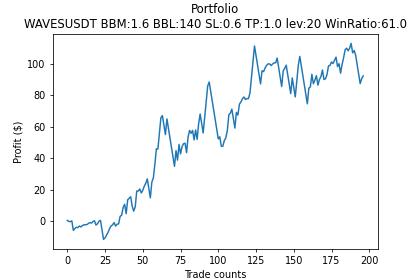 Portfolio
WAVESUSDT BBM:1.6 BBL:140 SL:0.6 TP:1.0 lev:20 WinRatio:61.0
100
80
60
40
20
0
Profit ($)
0 25 50 75 100 125 150 175 200
Trade counts